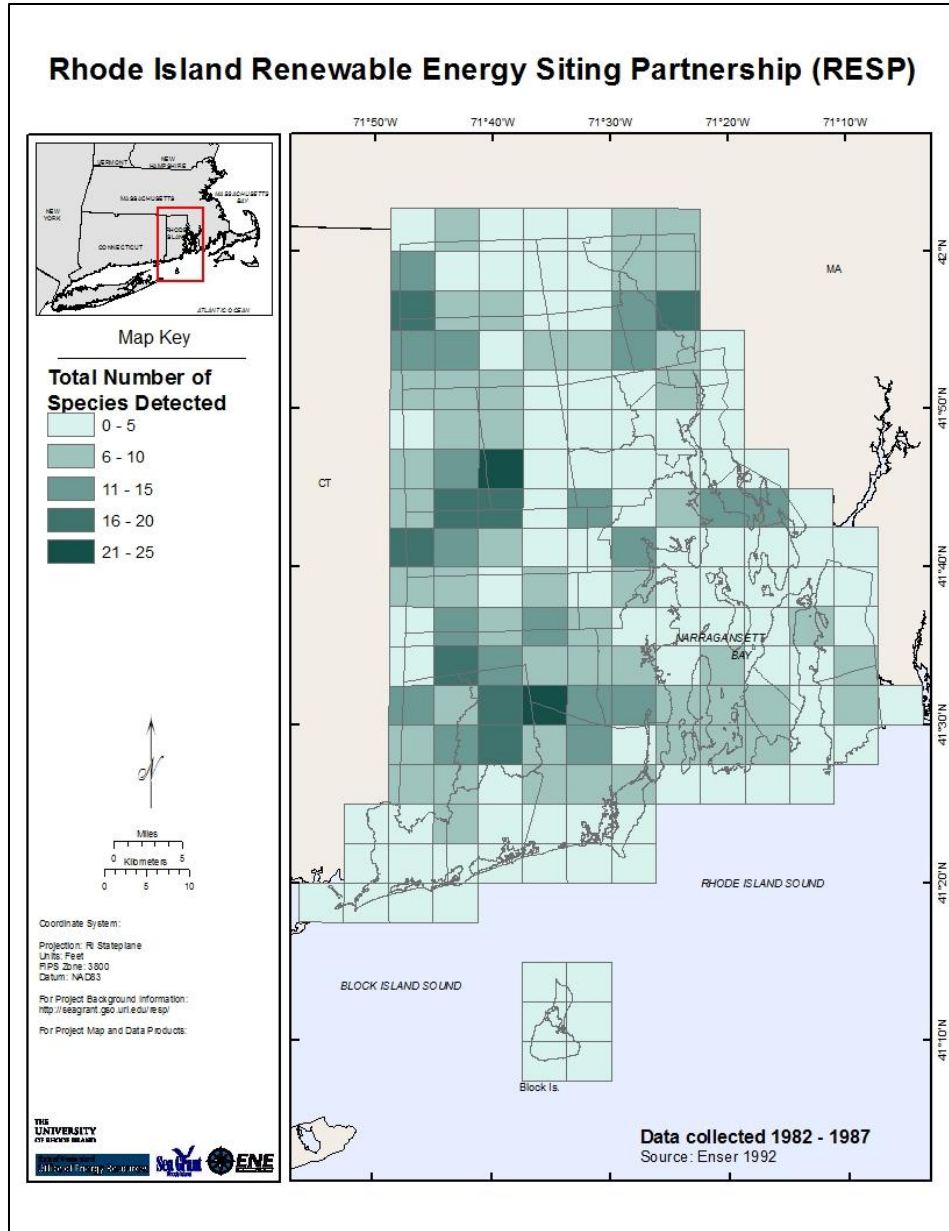 Rhode Island Renewable Energy Siting Partnership (RESP)
71°50'W
71°40'W
71°30'W
71°20'W
71°10'W
VERMONT
NEW
HAMPSHIRE
NEW
YORK
MASSACHUSETTS
MASSACHUSETTS
BAY
CONNECTICUT
RHODE
ISLAND
ATLANTIC OCEAN
Map Key
Total Number of
Species Detected
0 - 5
6 - 10
11 - 15
16 - 20
21 - 25
N
Miles
0
5
Kilometers
0
5
10
Coordinate System:
Projection: RI Stateplane
Units: Feet
FIPS Zone: 3800
Datum: NAD83
For Project Background Information:
http://seagrant.gso.uri.edu/resp/
For Project Map and Data Products:
THE
UNIVERSITY
OF RHODE ISLAND
Office of Energy Resources
Sea Grant
Rhode Island
ENE
MA
CT
NARRAGANSETT
BAY
RHODE ISLAND SOUND
BLOCK ISLAND SOUND
Block Is.
42°N
41°50'N
41°40'N
41°30'N
41°20'N
41°10'N
Data collected 1982 - 1987
Source: Enser 1992